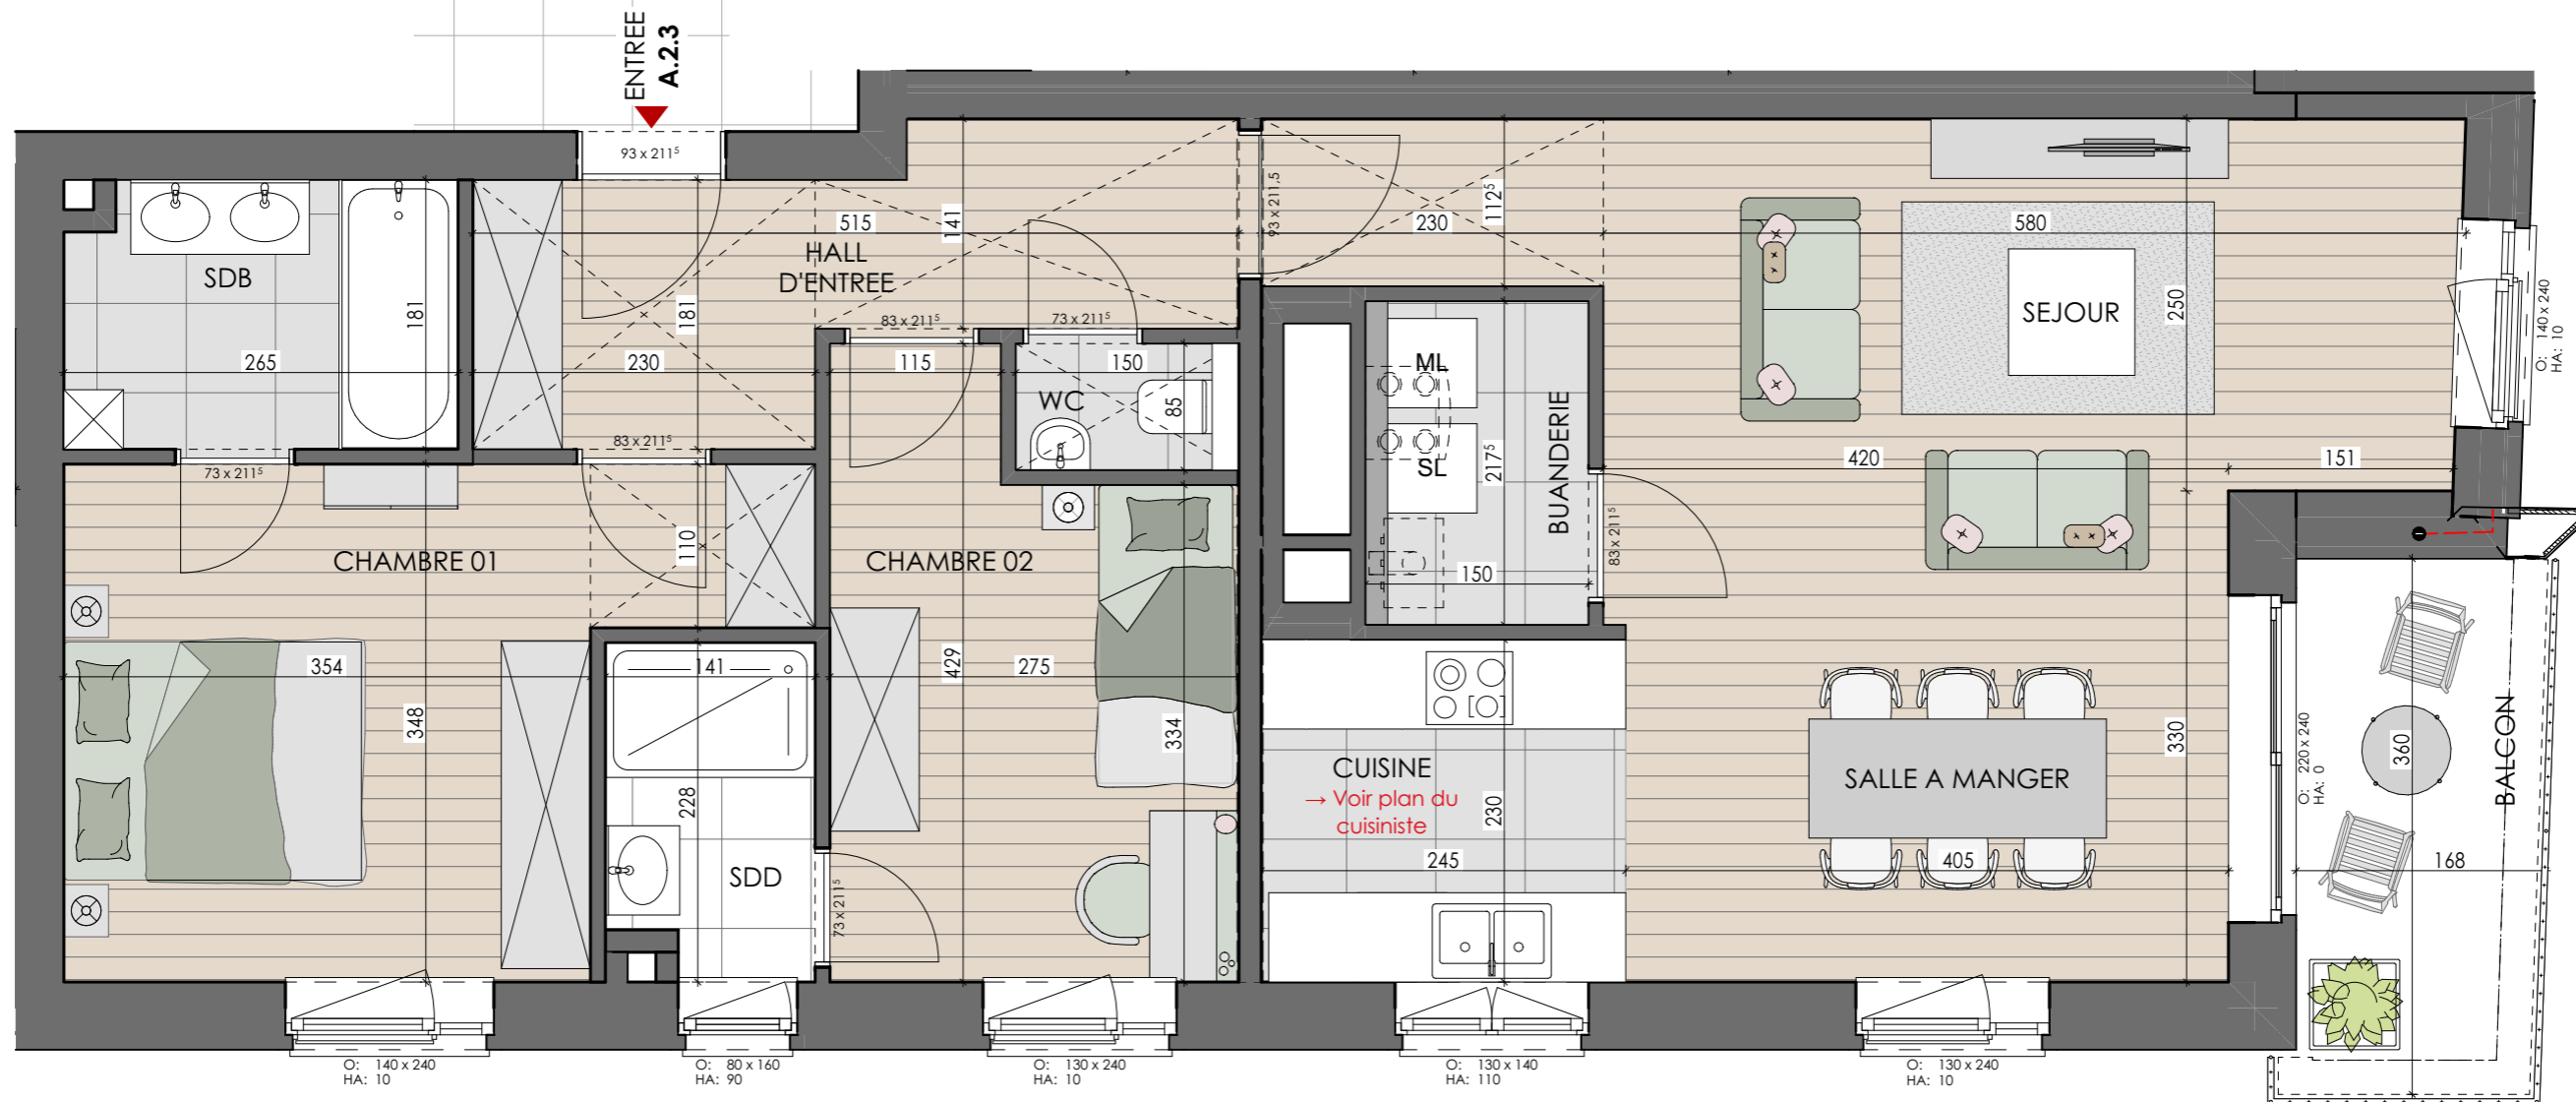 ENTREE
A.2.3
93 x 211⁵
SDB
181
265
515
141
HALL
D'ENTREE
181
230
83 x 211⁵
115
73 x 211⁵
150
WC
85
93 x 211,5
230
112⁵
580
SEJOUR
250
O: 140 x 240
HA: 10
ML
SL
217⁵
BUANDERIE
150
83 x 211⁵
420
151
73 x 211⁵
83 x 211⁵
110
CHAMBRE 01
354
348
141
228
SDD
73 x 211⁵
CHAMBRE 02
429
275
334
CUISINE
→ Voir plan du
cuisiniste
230
245
SALLE A MANGER
405
330
O: 220 x 240
HA: 0
360
BALCON
168
O: 140 x 240
HA: 10
O: 80 x 160
HA: 90
O: 130 x 240
HA: 10
O: 130 x 140
HA: 110
O: 130 x 240
HA: 10